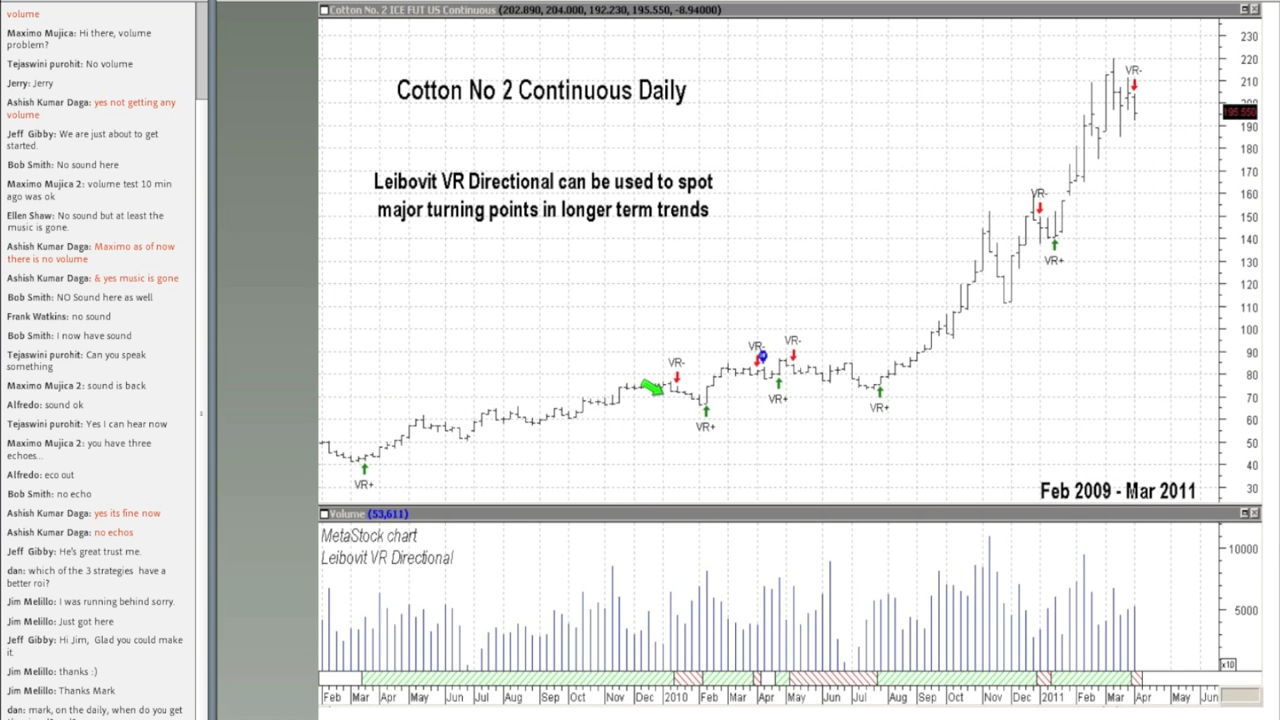 volume
Maximo Mujica: Hi there, volume
problem?
Tejaswini purohit: No volume
Jerry: Jerry
Ashish Kumar Daga: yes not getting any
volume
Jeff Gibby: We are just about to get
started.
Bob Smith: No sound here
Maximo Mujica 2: volume test 10 min
ago was ok
Ellen Shaw: No sound but at least the
music is gone.
Ashish Kumar Daga: Maximo as of now
there is no volume
Ashish Kumar Daga: & yes music is gone
Bob Smith: NO Sound here as well
Frank Watkins: no sound
Bob Smith: I now have sound
Tejaswini purohit: Can you speak
something
Maximo Mujica 2: sound is back
Alfredo: sound ok
Tejaswini purohit: Yes I can hear now
Maximo Mujica 2: you have three
echoes...
Alfredo: eco out
Bob Smith: no echo
Ashish Kumar Daga: yes its fine now
Ashish Kumar Daga: no echos
Jeff Gibby: He's great trust me.
dan: which of the 3 strategies have a
better roi?
Jim Melillo: I was running behind sorry.
Jim Melillo: Just got here
Jeff Gibby: Hi Jim, Glad you could make
it.
Jim Melillo: thanks :)
Jim Melillo: Thanks Mark
dan: mark, on the daily, when do you get
Cotton No. 2 ICE FUT US Continuous (202.890, 204.000, 192.230, 195.550, -8.94000)
Cotton No 2 Continuous Daily
Leibovit VR Directional can be used to spot
major turning points in longer term trends
230
220
210
200
195.550
190
180
170
160
150
140
130
120
110
100
90
80
70
60
50
40
30
VR-
VR-
VR+
VR-
VR-
VR-
VR+
VR+
VR+
VR+
Feb 2009 - Mar 2011
Volume (53,611)
MetaStock chart
Leibovit VR Directional
10000
5000
x10
Feb Mar Apr May Jun Jul Aug Sep Oct Nov Dec 2010 Feb Mar Apr May Jun Jul Aug Sep Oct Nov Dec 2011 Feb Mar Apr May Jun